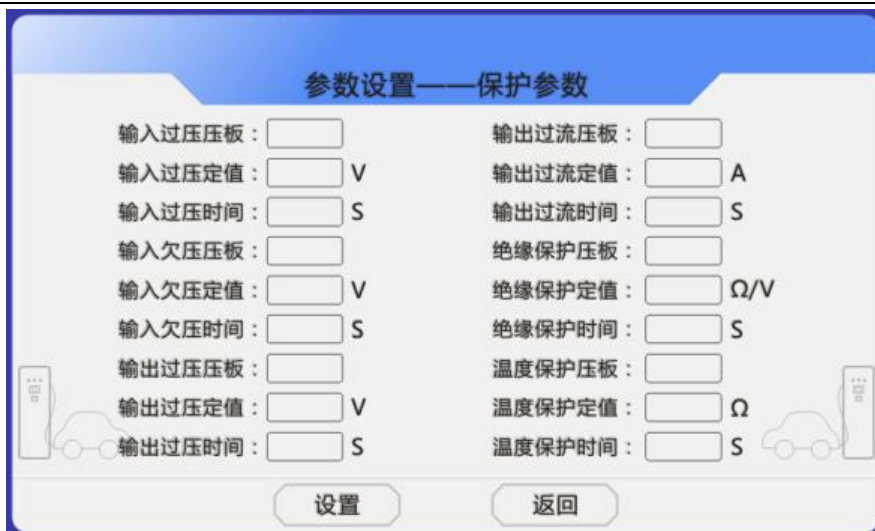 参数设置——保护参数
输入过压压板：
输入过压定值： V
输入过压时间： S
输入欠压压板：
输入欠压定值： V
输入欠压时间： S
输出过压压板：
输出过压定值： V
输出过压时间： S
输出过流压板：
输出过流定值： A
输出过流时间： S
绝缘保护压板：
绝缘保护定值： Ω/V
绝缘保护时间： S
温度保护压板：
温度保护定值： Ω
温度保护时间： S
设置 返回